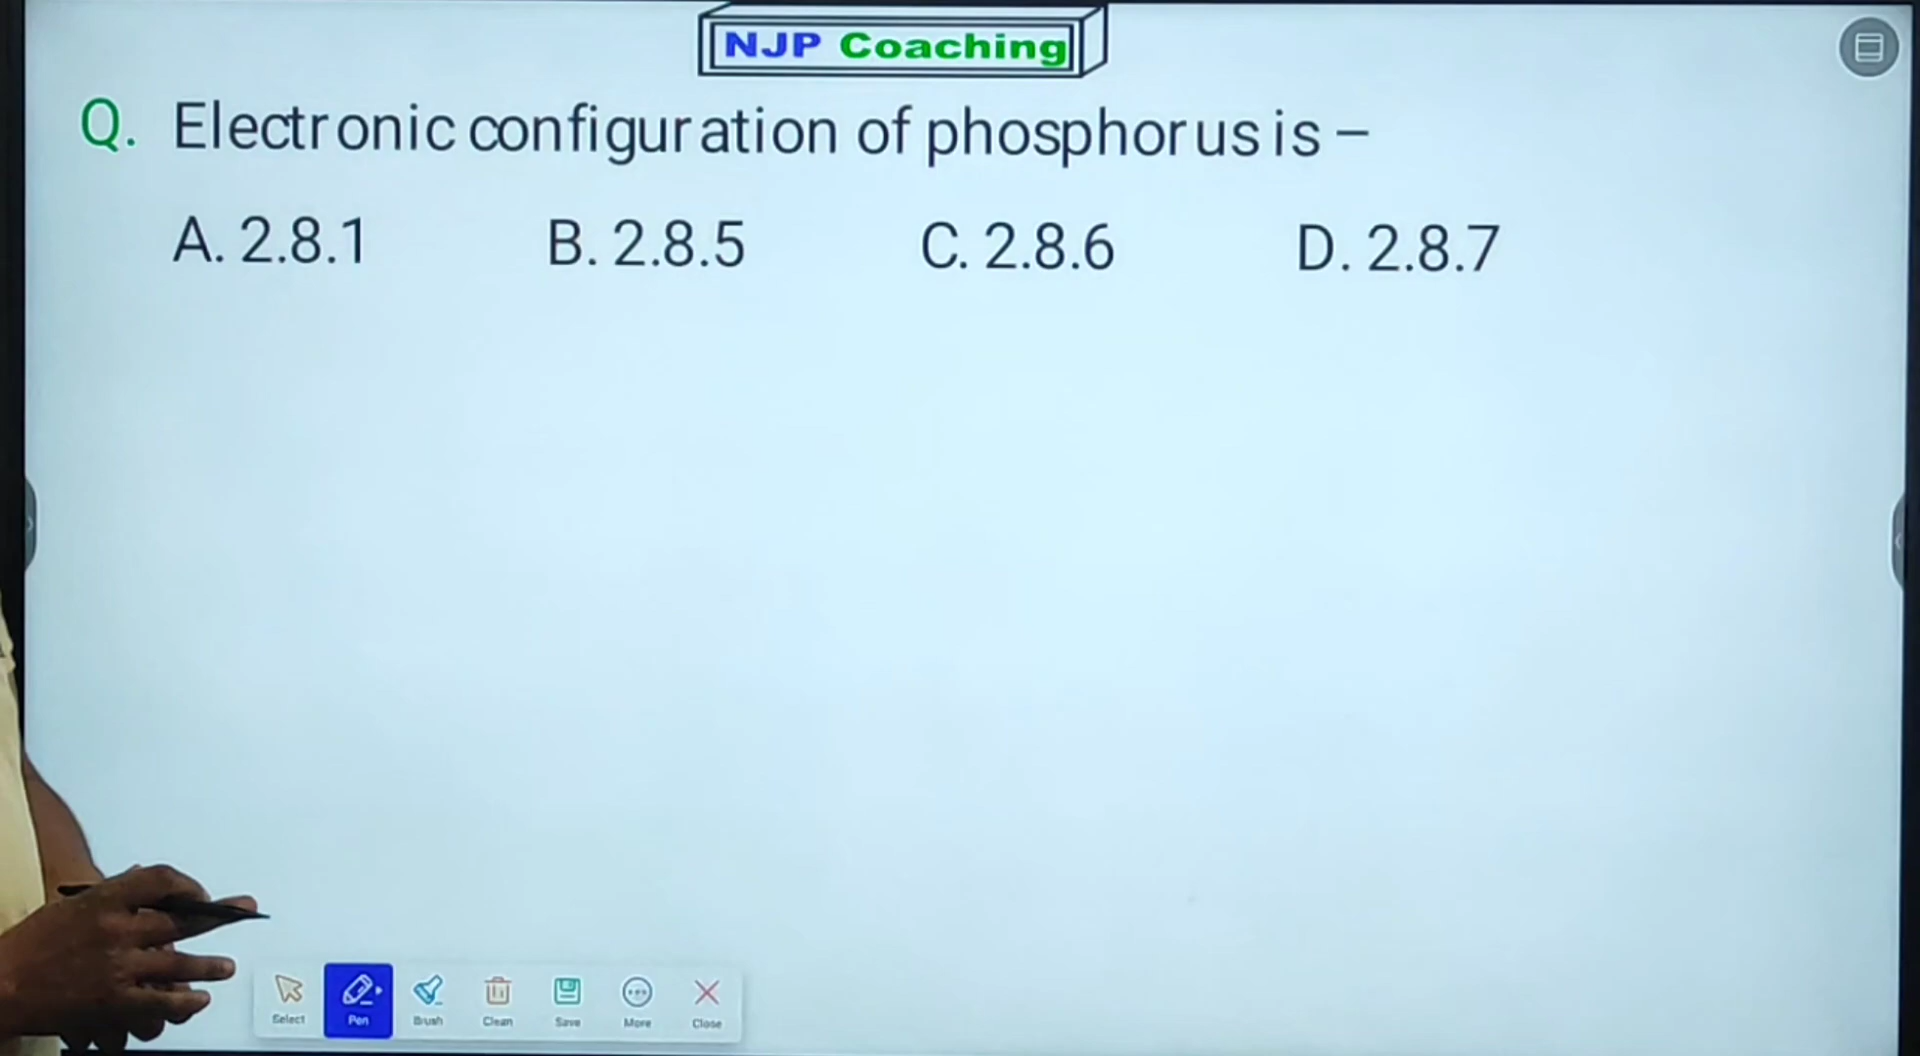 NJP Coaching
Q. Electronic configuration of phosphorus is –
A. 2.8.1 B. 2.8.5 C. 2.8.6 D. 2.8.7
Select Pen Brush Clean Save More Close